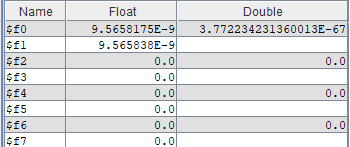 Name Float Double
$f0 9.5658175E-9 3.772234231360013E-67
$f1 9.565838E-9
$f2 0.0 0.0
$f3 0.0
$f4 0.0 0.0
$f5 0.0
$f6 0.0 0.0
$f7 0.0